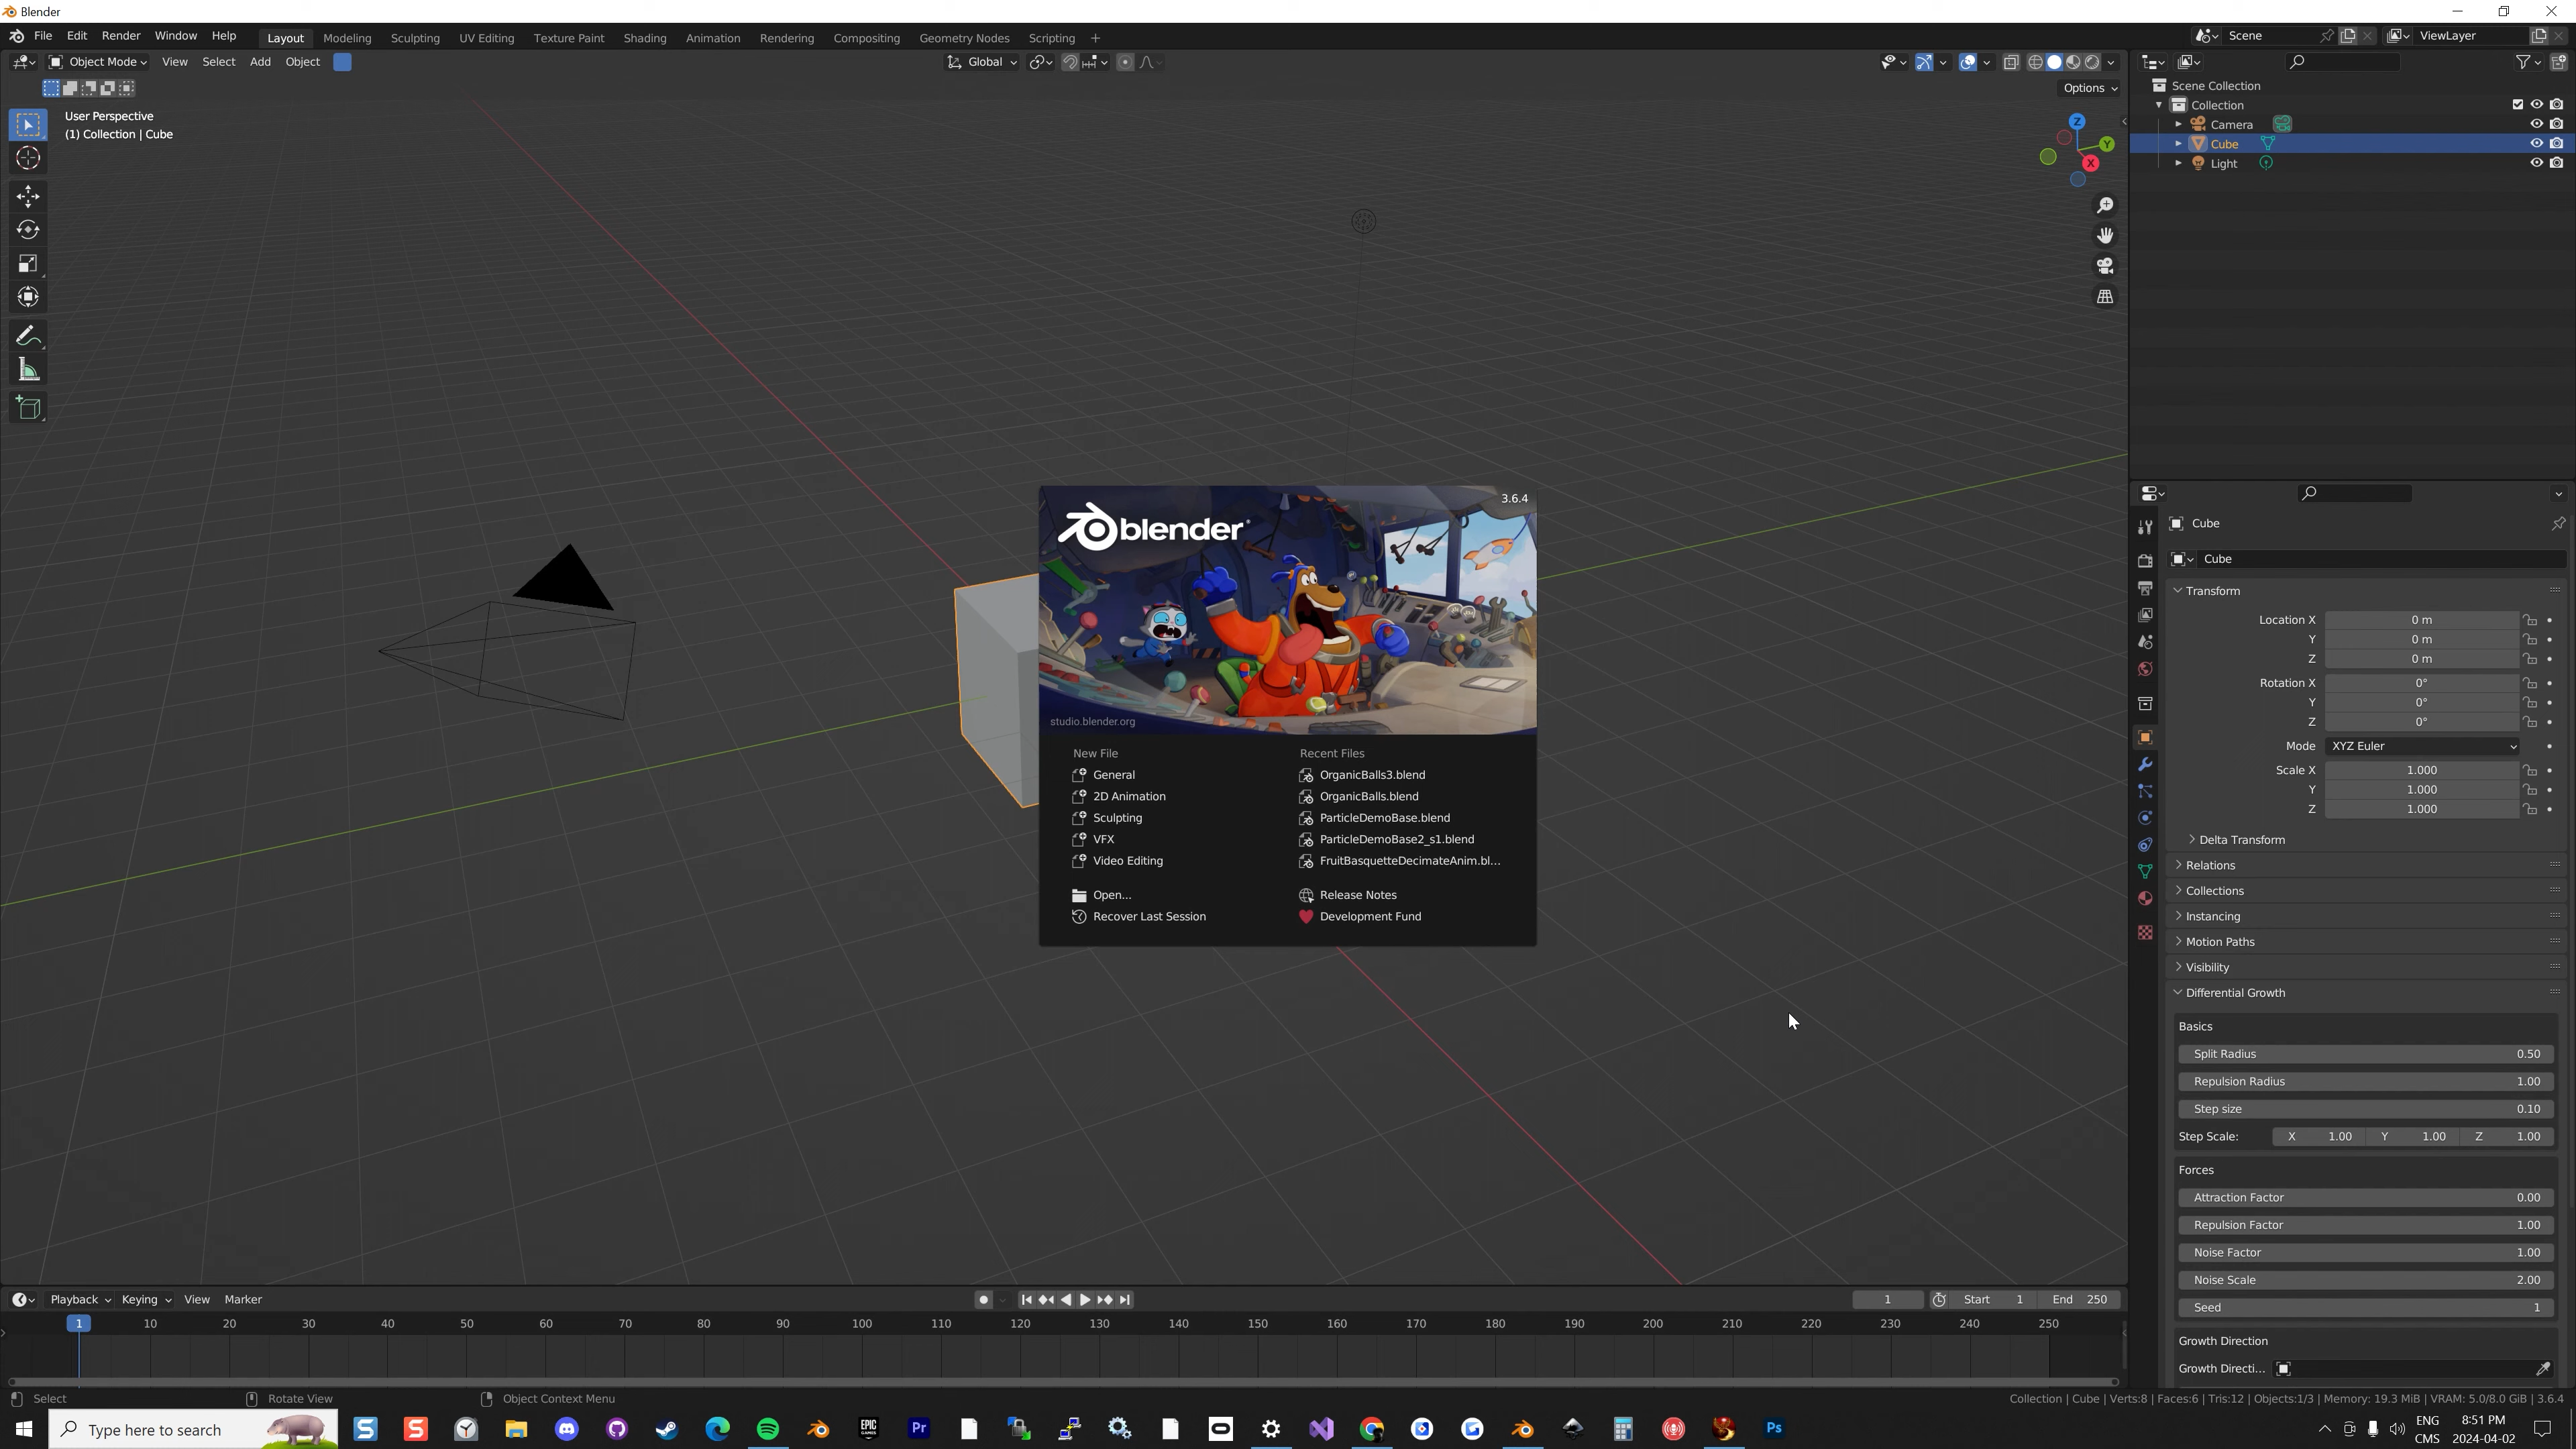 Blender
File Edit Render Window Help Layout Modeling Sculpting UV Editing Texture Paint Shading Animation Rendering Compositing Geometry Nodes Scripting + Scene ViewLayer
Object Mode View Select Add Object Global
Options
User Perspective
(1) Collection | Cube
Z
Y
X
Scene Collection
Collection
Camera
Cube
Light
3.6.4
blender
studio.blender.org
New File
General
2D Animation
Sculpting
VFX
Video Editing
Open...
Recover Last Session
Recent Files
OrganicBalls3.blend
OrganicBalls.blend
ParticleDemoBase.blend
ParticleDemoBase2_s1.blend
FruitBasquetteDecimateAnim.bl...
Release Notes
Development Fund
Cube
Cube
Transform
Location X 0 m
Y 0 m
Z 0 m
Rotation X 0°
Y 0°
Z 0°
Mode XYZ Euler
Scale X 1.000
Y 1.000
Z 1.000
Delta Transform
Relations
Collections
Instancing
Motion Paths
Visibility
Differential Growth
Basics
Split Radius 0.50
Repulsion Radius 1.00
Step size 0.10
Step Scale: X 1.00 Y 1.00 Z 1.00
Forces
Attraction Factor 0.00
Repulsion Factor 1.00
Noise Factor 1.00
Noise Scale 2.00
Seed 1
Growth Direction
Growth Directi...
Playback Keying View Marker 1 Start 1 End 250
1 10 20 30 40 50 60 70 80 90 100 110 120 130 140 150 160 170 180 190 200 210 220 230 240 250
Select Rotate View Object Context Menu Collection | Cube | Verts:8 | Faces:6 | Tris:12 | Objects:1/3 | Memory: 19.3 MiB | VRAM: 5.0/8.0 GiB | 3.6.4
Type here to search S S EPIC GAMES Pr Ps ENG 8:51 PM
CMS 2024-04-02